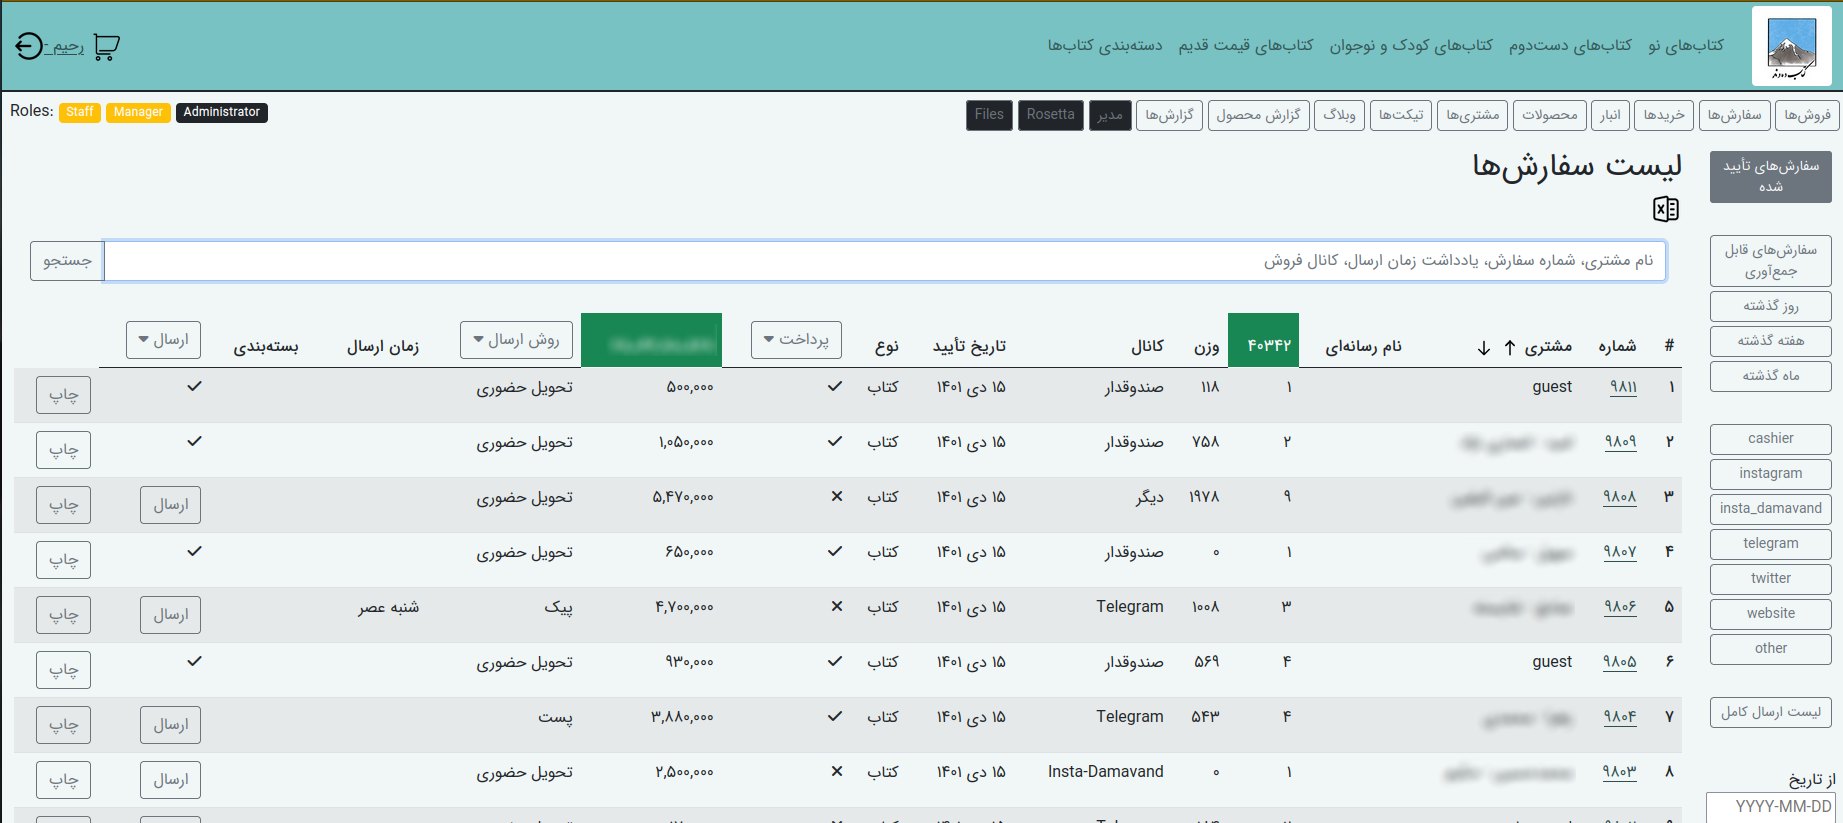 کتاب‌های نو کتاب‌های دست‌دوم کتاب‌های کودک و نوجوان کتاب‌های قیمت قدیم دسته‌بندی کتاب‌ها رحیم -
کتاب دماوند
فروش‌ها سفارش‌ها خریدها انبار محصولات مشتری‌ها تیکت‌ها وبلاگ گزارش محصول گزارش‌ها مدیر Rosetta Files
Roles: Staff Manager Administrator
سفارش‌های تأیید
شده
سفارش‌های قابل
جمع‌آوری
روز گذشته
هفته گذشته
ماه گذشته
cashier
instagram
insta_damavand
telegram
twitter
website
other
لیست ارسال کامل
از تاریخ
YYYY-MM-DD
لیست سفارش‌ها
نام مشتری، شماره سفارش، یادداشت زمان ارسال، کانال فروش جستجو
# شماره مشتری ↑ ↓ نام رسانه‌ای ۴۰۳۴۲ وزن کانال تاریخ تأیید نوع پرداخت روش ارسال زمان ارسال بسته‌بندی ارسال
۱ ۹۸۱۱ guest ۱ ۱۱۸ صندوقدار ۱۵ دی ۱۴۰۱ کتاب ۵۰۰,۰۰۰ تحویل حضوری چاپ
۲ ۹۸۰۹ ۲ ۷۵۸ صندوقدار ۱۵ دی ۱۴۰۱ کتاب ۱,۰۵۰,۰۰۰ تحویل حضوری چاپ
۳ ۹۸۰۸ ۹ ۱۹۷۸ دیگر ۱۵ دی ۱۴۰۱ کتاب ۵,۴۷۰,۰۰۰ تحویل حضوری ارسال چاپ
۴ ۹۸۰۷ ۱ ۰ صندوقدار ۱۵ دی ۱۴۰۱ کتاب ۶۵۰,۰۰۰ تحویل حضوری چاپ
۵ ۹۸۰۶ ۳ ۱۰۰۸ Telegram ۱۵ دی ۱۴۰۱ کتاب ۴,۷۰۰,۰۰۰ پیک شنبه عصر ارسال چاپ
۶ ۹۸۰۵ guest ۴ ۵۶۹ صندوقدار ۱۵ دی ۱۴۰۱ کتاب ۹۳۰,۰۰۰ تحویل حضوری چاپ
۷ ۹۸۰۴ ۴ ۵۴۳ Telegram ۱۵ دی ۱۴۰۱ کتاب ۳,۸۸۰,۰۰۰ پست ارسال چاپ
۸ ۹۸۰۳ ۱ ۰ Insta-Damavand ۱۵ دی ۱۴۰۱ کتاب ۲,۵۰۰,۰۰۰ تحویل حضوری ارسال چاپ